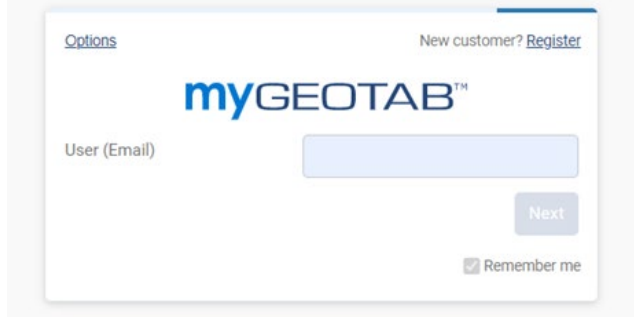 Options New customer? Register
myGEOTAB™
User (Email)
Next
Remember me